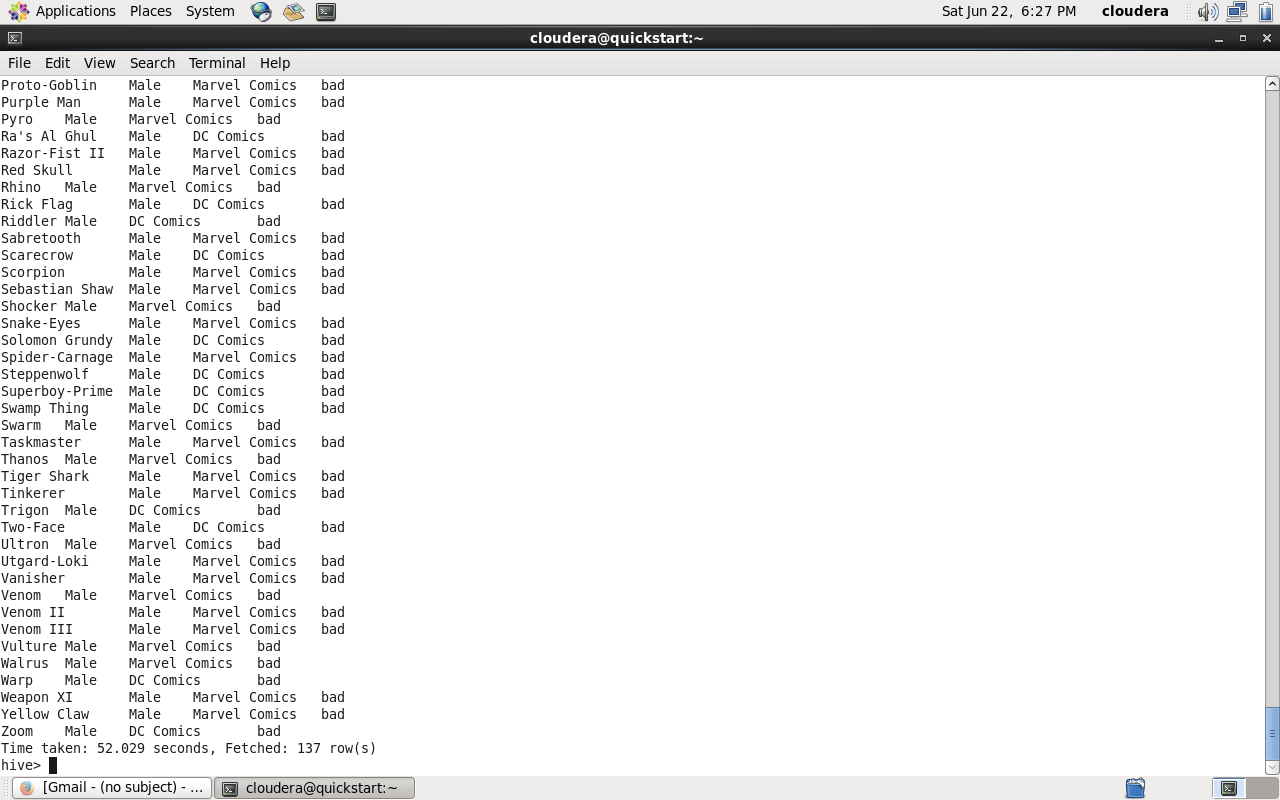 Applications Places System Sat Jun 22, 6:27 PM cloudera
cloudera@quickstart:~
File Edit View Search Terminal Help
Proto-Goblin Male Marvel Comics bad
Purple Man Male Marvel Comics bad
Pyro Male Marvel Comics bad
Ra's Al Ghul Male DC Comics bad
Razor-Fist II Male Marvel Comics bad
Red Skull Male Marvel Comics bad
Rhino Male Marvel Comics bad
Rick Flag Male DC Comics bad
Riddler Male DC Comics bad
Sabretooth Male Marvel Comics bad
Scarecrow Male DC Comics bad
Scorpion Male Marvel Comics bad
Sebastian Shaw Male Marvel Comics bad
Shocker Male Marvel Comics bad
Snake-Eyes Male Marvel Comics bad
Solomon Grundy Male DC Comics bad
Spider-Carnage Male Marvel Comics bad
Steppenwolf Male DC Comics bad
Superboy-Prime Male DC Comics bad
Swamp Thing Male DC Comics bad
Swarm Male Marvel Comics bad
Taskmaster Male Marvel Comics bad
Thanos Male Marvel Comics bad
Tiger Shark Male Marvel Comics bad
Tinkerer Male Marvel Comics bad
Trigon Male DC Comics bad
Two-Face Male DC Comics bad
Ultron Male Marvel Comics bad
Utgard-Loki Male Marvel Comics bad
Vanisher Male Marvel Comics bad
Venom Male Marvel Comics bad
Venom II Male Marvel Comics bad
Venom III Male Marvel Comics bad
Vulture Male Marvel Comics bad
Walrus Male Marvel Comics bad
Warp Male DC Comics bad
Weapon XI Male Marvel Comics bad
Yellow Claw Male Marvel Comics bad
Zoom Male DC Comics bad
Time taken: 52.029 seconds, Fetched: 137 row(s)
hive>
[Gmail - (no subject) - ... cloudera@quickstart:~